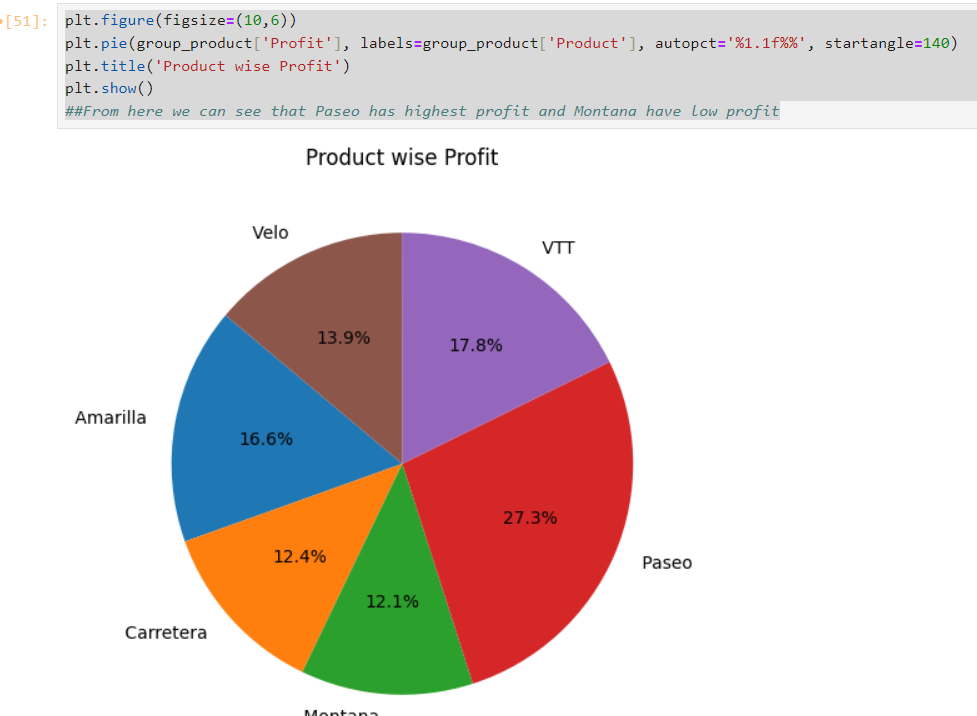 [51]:
plt.figure(figsize=(10,6))
plt.pie(group_product['Profit'], labels=group_product['Product'], autopct='%1.1f%%', startangle=140)
plt.title('Product wise Profit')
plt.show()
##From here we can see that Paseo has highest profit and Montana have low profit
Product wise Profit
Velo
VTT
13.9%
17.8%
Amarilla
16.6%
27.3%
12.4%
Paseo
12.1%
Carretera
Montana